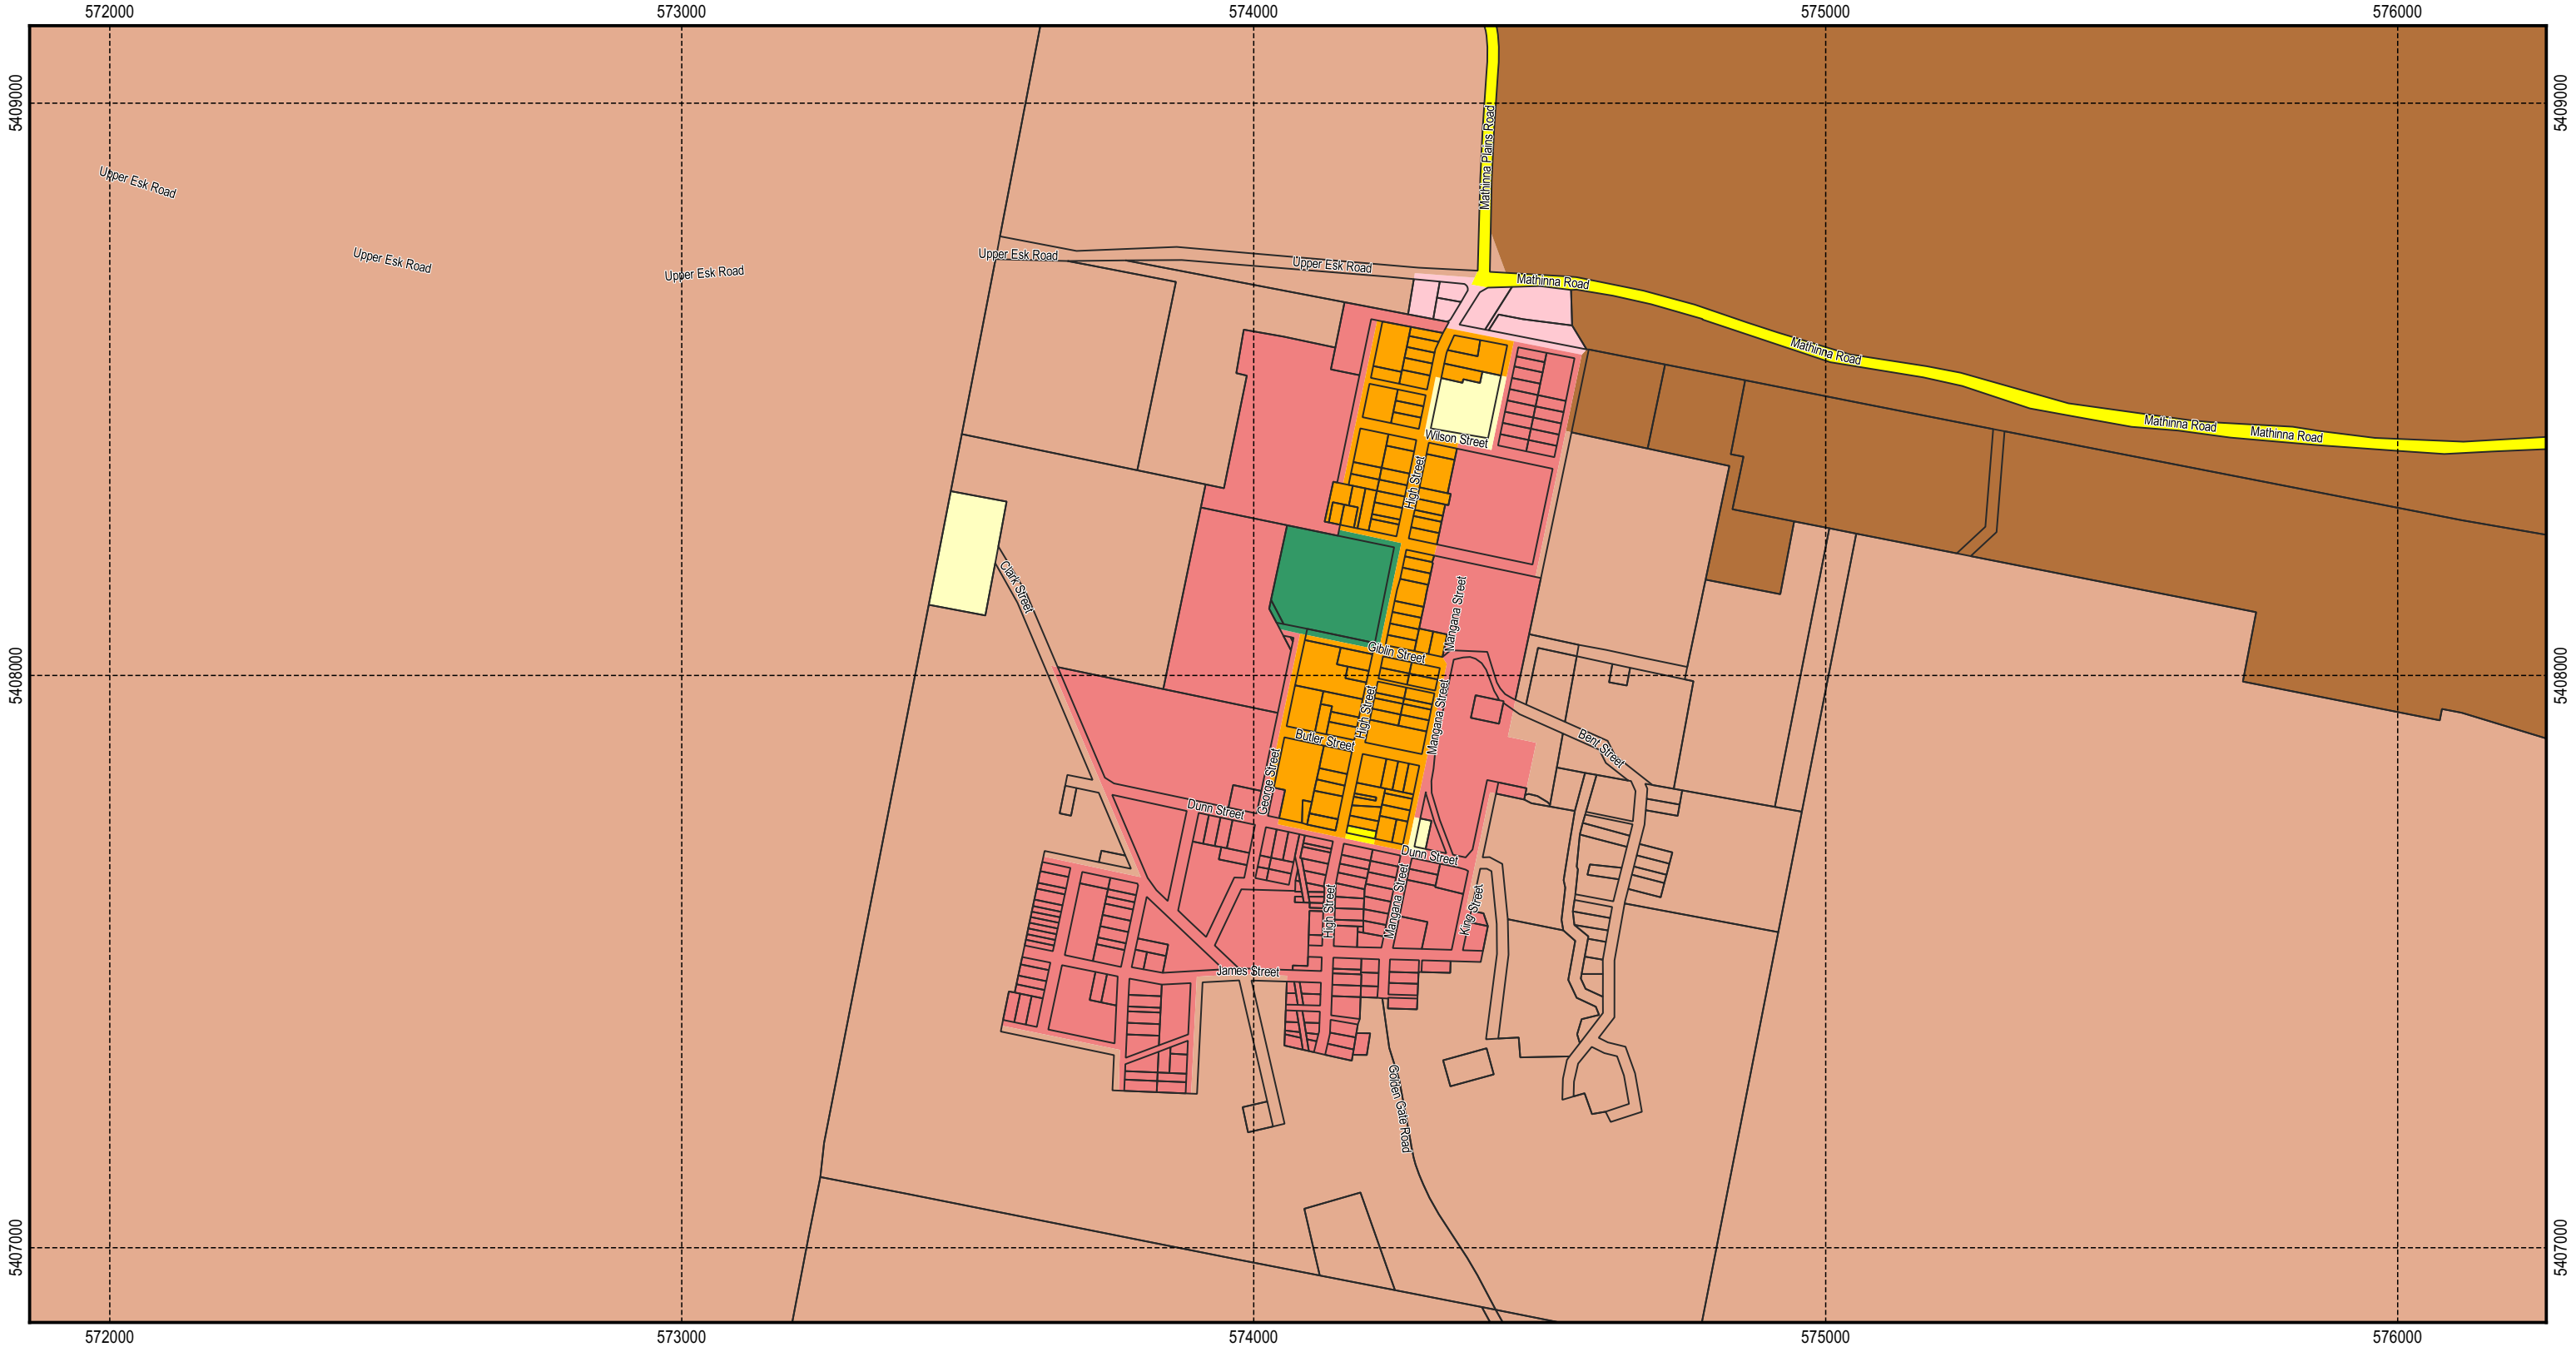 572000
573000
574000
575000
576000
5409000
5409000
Mathinna Plains Road
Upper Esk Road
Upper Esk Road
Upper Esk Road
Upper Esk Road
Upper Esk Road
Mathinna Road
Mathinna Road
Mathinna Road
Mathinna Road
Wilson Street
High Street
Clark Street
Mangana Street
Giblin Street
5408000
5408000
High Street
Mangana Street
Butler Street
Bent Street
George Street
Dunn Street
Dunn Street
High Street
Mangana Street
King Street
James Street
Golden Gate Road
5407000
5407000
572000
573000
574000
575000
576000